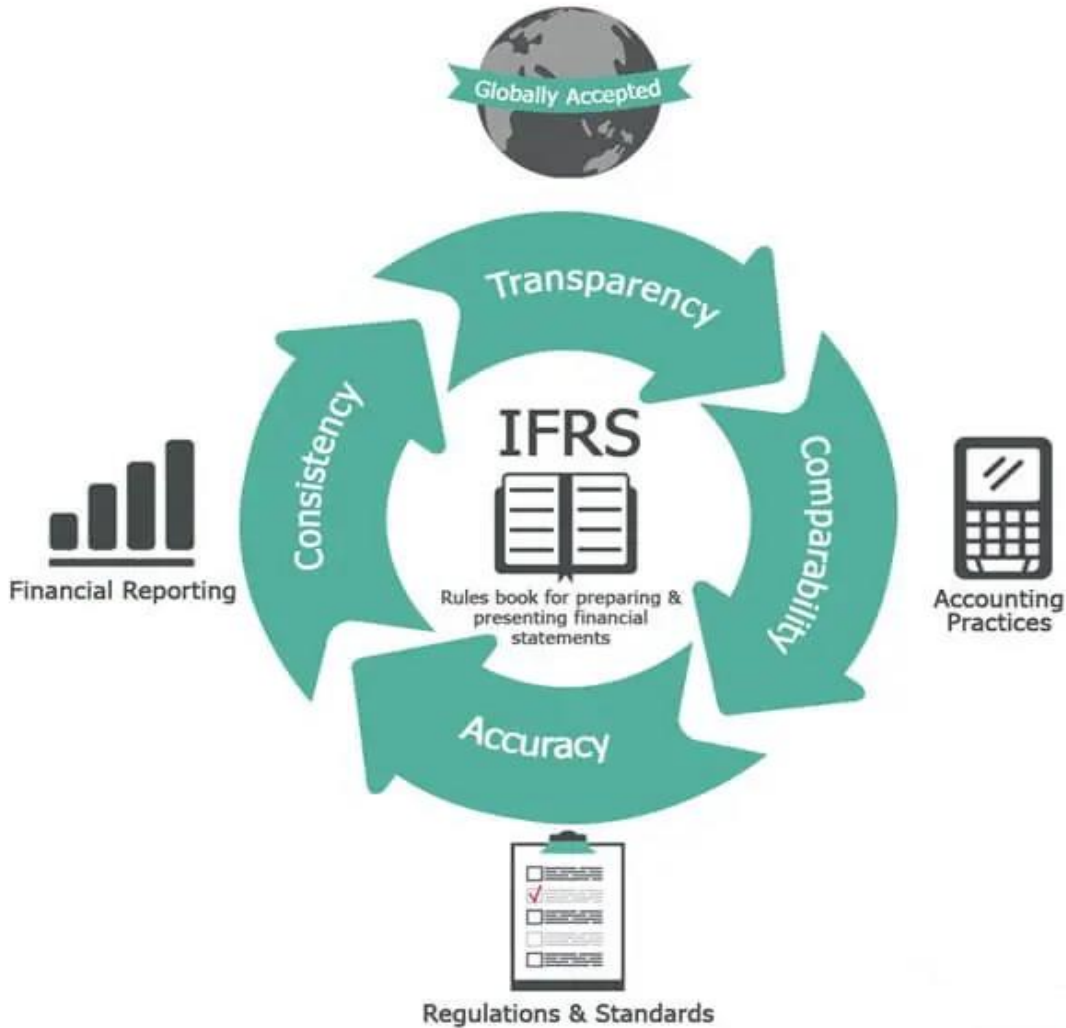 Globally Accepted
Transparency
Consistency
Comparability
IFRS
Rules book for preparing &
presenting financial
statements
Financial Reporting
Accounting
Practices
Accuracy
Regulations & Standards